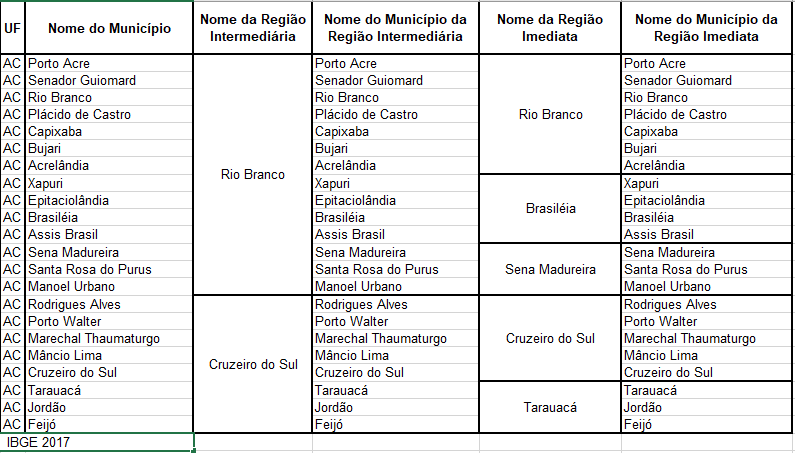 UF Nome do Município Nome da Região Intermediária Nome do Município da Região Intermediária Nome da Região Imediata Nome do Município da Região Imediata
AC Porto Acre Porto Acre Porto Acre
AC Senador Guiomard Senador Guiomard Senador Guiomard
AC Rio Branco Rio Branco Rio Branco
AC Plácido de Castro Plácido de Castro Rio Branco Plácido de Castro
AC Capixaba Capixaba Capixaba
AC Bujari Bujari Bujari
AC Acrelândia Acrelândia Acrelândia
AC Xapuri Rio Branco Xapuri Xapuri
AC Epitaciolândia Epitaciolândia Epitaciolândia
AC Brasiléia Brasiléia Brasiléia Brasiléia
AC Assis Brasil Assis Brasil Assis Brasil
AC Sena Madureira Sena Madureira Sena Madureira
AC Santa Rosa do Purus Santa Rosa do Purus Sena Madureira Santa Rosa do Purus
AC Manoel Urbano Manoel Urbano Manoel Urbano
AC Rodrigues Alves Rodrigues Alves Rodrigues Alves
AC Porto Walter Porto Walter Porto Walter
AC Marechal Thaumaturgo Marechal Thaumaturgo Cruzeiro do Sul Marechal Thaumaturgo
AC Mâncio Lima Cruzeiro do Sul Mâncio Lima Mâncio Lima
AC Cruzeiro do Sul Cruzeiro do Sul Cruzeiro do Sul
AC Tarauacá Tarauacá Tarauacá
AC Jordão Jordão Tarauacá Jordão
AC Feijó Feijó Feijó
IBGE 2017